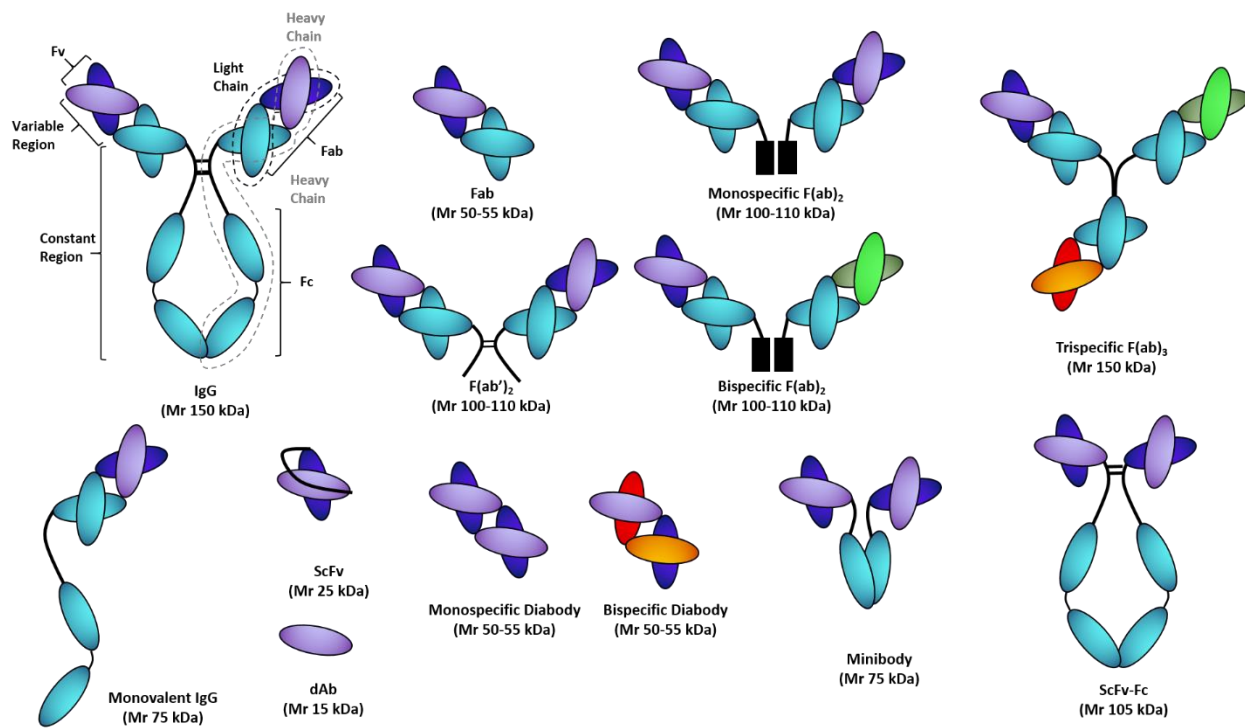 Heavy
Chain
Fv
Light
Chain
Variable
Region
Fab
Heavy
Chain
Constant
Region
Fc
IgG
(Mr 150 kDa)
Fab
(Mr 50-55 kDa)
Monospecific F(ab)₂
(Mr 100-110 kDa)
F(ab')₂
(Mr 100-110 kDa)
Bispecific F(ab)₂
(Mr 100-110 kDa)
Trispecific F(ab)₃
(Mr 150 kDa)
Monovalent IgG
(Mr 75 kDa)
ScFv
(Mr 25 kDa)
dAb
(Mr 15 kDa)
Monospecific Diabody
(Mr 50-55 kDa)
Bispecific Diabody
(Mr 50-55 kDa)
Minibody
(Mr 75 kDa)
ScFv-Fc
(Mr 105 kDa)